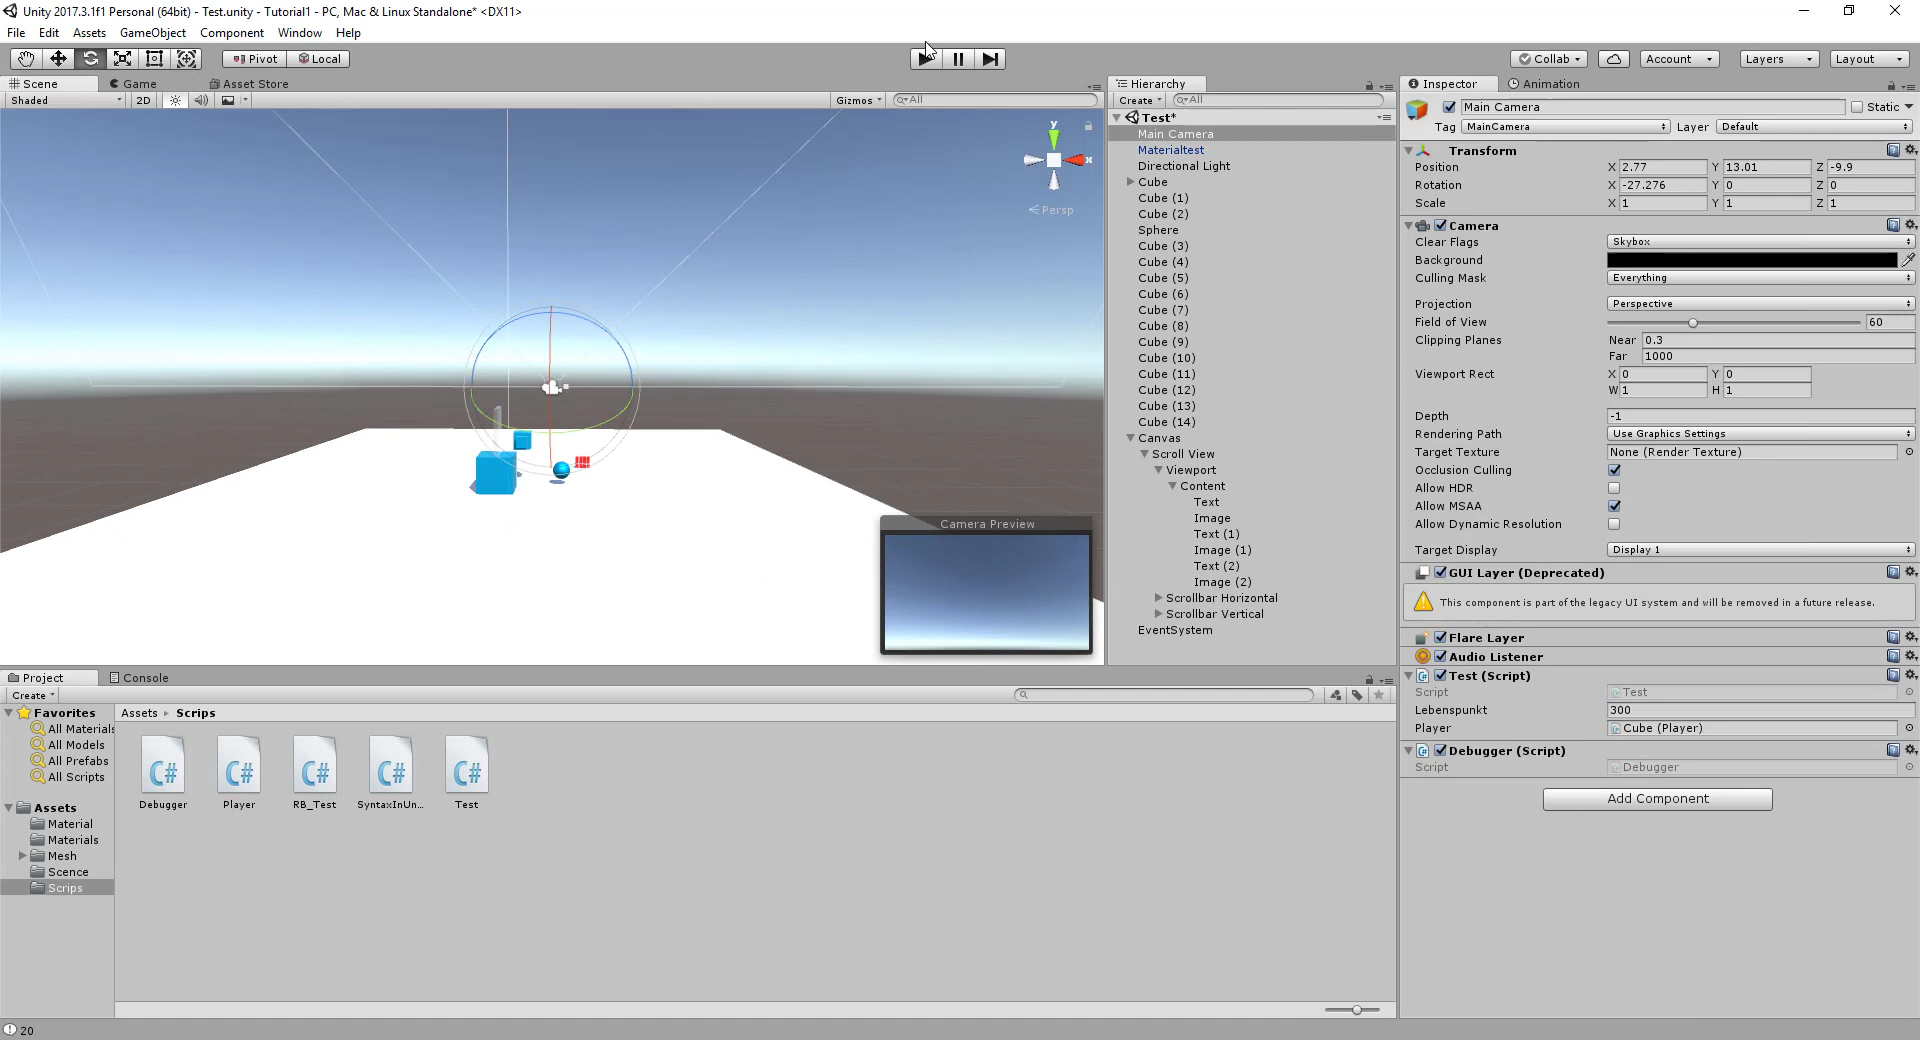 Unity 2017.3.1f1 Personal (64bit) - Test.unity - Tutorial1 - PC, Mac & Linux Standalone* <DX11>
File Edit Assets GameObject Component Window Help
Pivot Local
Collab Account Layers Layout
Scene Game Asset Store
Shaded 2D Gizmos All
y
x
Persp
Camera Preview
Hierarchy
Create All
Test*
Main Camera
Materialtest
Directional Light
Cube
Cube (1)
Cube (2)
Sphere
Cube (3)
Cube (4)
Cube (5)
Cube (6)
Cube (7)
Cube (8)
Cube (9)
Cube (10)
Cube (11)
Cube (12)
Cube (13)
Cube (14)
Canvas
Scroll View
Viewport
Content
Text
Image
Text (1)
Image (1)
Text (2)
Image (2)
Scrollbar Horizontal
Scrollbar Vertical
EventSystem
Inspector Animation
Main Camera Static
Tag MainCamera Layer Default
Transform
Position X 2.77 Y 13.01 Z -9.9
Rotation X -27.276 Y 0 Z 0
Scale X 1 Y 1 Z 1
Camera
Clear Flags Skybox
Background
Culling Mask Everything
Projection Perspective
Field of View 60
Clipping Planes Near 0.3
Far 1000
Viewport Rect X 0 Y 0
W 1 H 1
Depth -1
Rendering Path Use Graphics Settings
Target Texture None (Render Texture)
Occlusion Culling
Allow HDR
Allow MSAA
Allow Dynamic Resolution
Target Display Display 1
GUI Layer (Deprecated)
This component is part of the legacy UI system and will be removed in a future release.
Flare Layer
Audio Listener
Test (Script)
Script Test
Lebenspunkt 300
Player Cube (Player)
Debugger (Script)
Script Debugger
Add Component
Project Console
Create
Favorites
All Materials
All Models
All Prefabs
All Scripts
Assets
Material
Materials
Mesh
Scence
Scrips
Assets Scrips
C# C# C# C# C#
Debugger Player RB_Test SyntaxInUn... Test
20